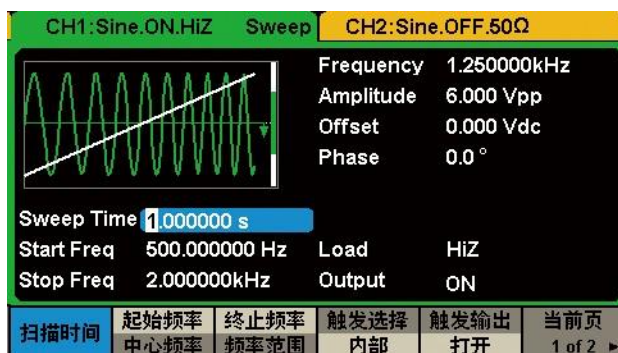 CH1:Sine.ON.HiZ Sweep CH2:Sine.OFF.50Ω
Frequency 1.250000kHz
Amplitude 6.000 Vpp
Offset 0.000 Vdc
Phase 0.0 °
Sweep Time 1.000000 s
Start Freq 500.000000 Hz Load HiZ
Stop Freq 2.000000kHz Output ON
扫描时间 起始频率 终止频率 触发选择 触发输出 当前页
中心频率 频率范围 内部 打开 1 of 2